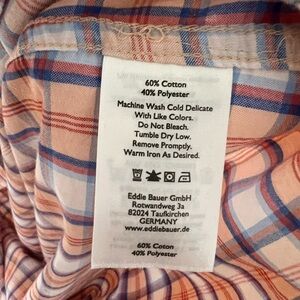 60% Cotton
40% Polyester
Machine Wash Cold Delicate
With Like Colors.
Do Not Bleach.
Tumble Dry Low.
Remove Promptly.
Warm Iron As Desired.
Eddie Bauer GmbH
Rotwandweg 3a
82024 Taufkirchen
GERMANY
www.eddiebauer.de
60% Cotton
40% Polyester